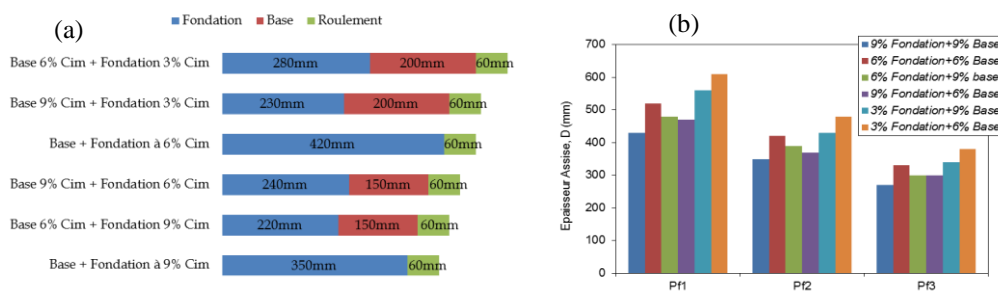 (a)
Fondation Base Roulement
Base 6% Cim + Fondation 3% Cim 280mm 200mm 60mm
Base 9% Cim + Fondation 3% Cim 230mm 200mm 60mm
Base + Fondation à 6% Cim 420mm 60mm
Base 9% Cim + Fondation 6% Cim 240mm 150mm 60mm
Base 6% Cim + Fondation 9% Cim 220mm 150mm 60mm
Base + Fondation à 9% Cim 350mm 60mm
(b)
Epaisseur Assise, D (mm)
700
600
500
400
300
200
100
0
9% Fondation+9% Base
6% Fondation+6% Base
6% Fondation+9% base
9% Fondation+6% Base
3% Fondation+9% Base
3% Fondation+6% Base
Pf1 Pf2 Pf3